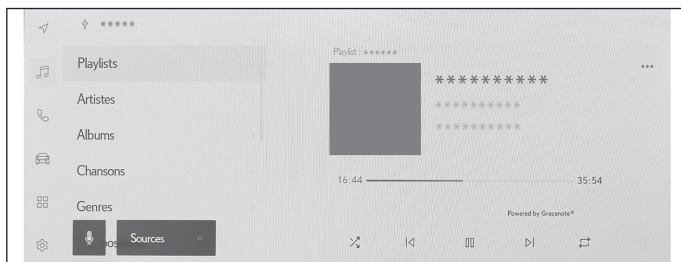 *****
Playlists
Artistes
Albums
Chansons
Genres
Sources
Playlist : ******
**********
**********
**********
16:44
35:54
Powered by Gracenote®